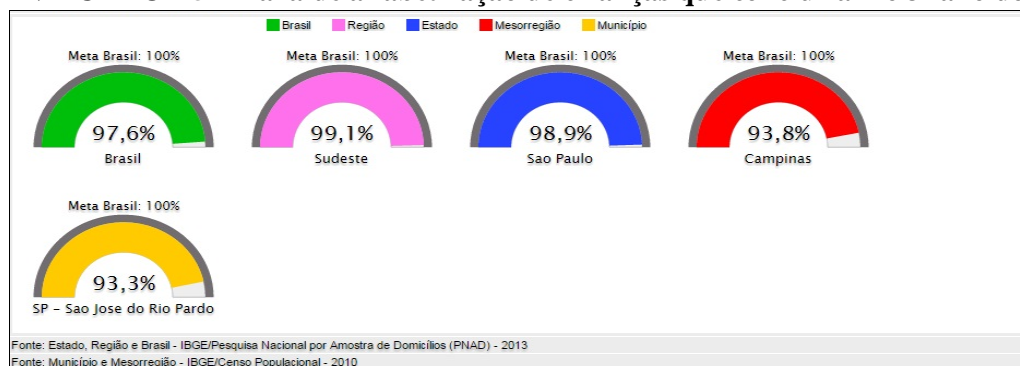 Brasil Região Estado Mesorregião Município
Meta Brasil: 100% Meta Brasil: 100% Meta Brasil: 100% Meta Brasil: 100%
97,6% 99,1% 98,9% 93,8%
Brasil Sudeste Sao Paulo Campinas
Meta Brasil: 100%
93,3%
SP – Sao Jose do Rio Pardo
Fonte: Estado, Região e Brasil - IBGE/Pesquisa Nacional por Amostra de Domicílios (PNAD) - 2013
Fonte: Município e Mesorregião - IBGE/Censo Populacional - 2010